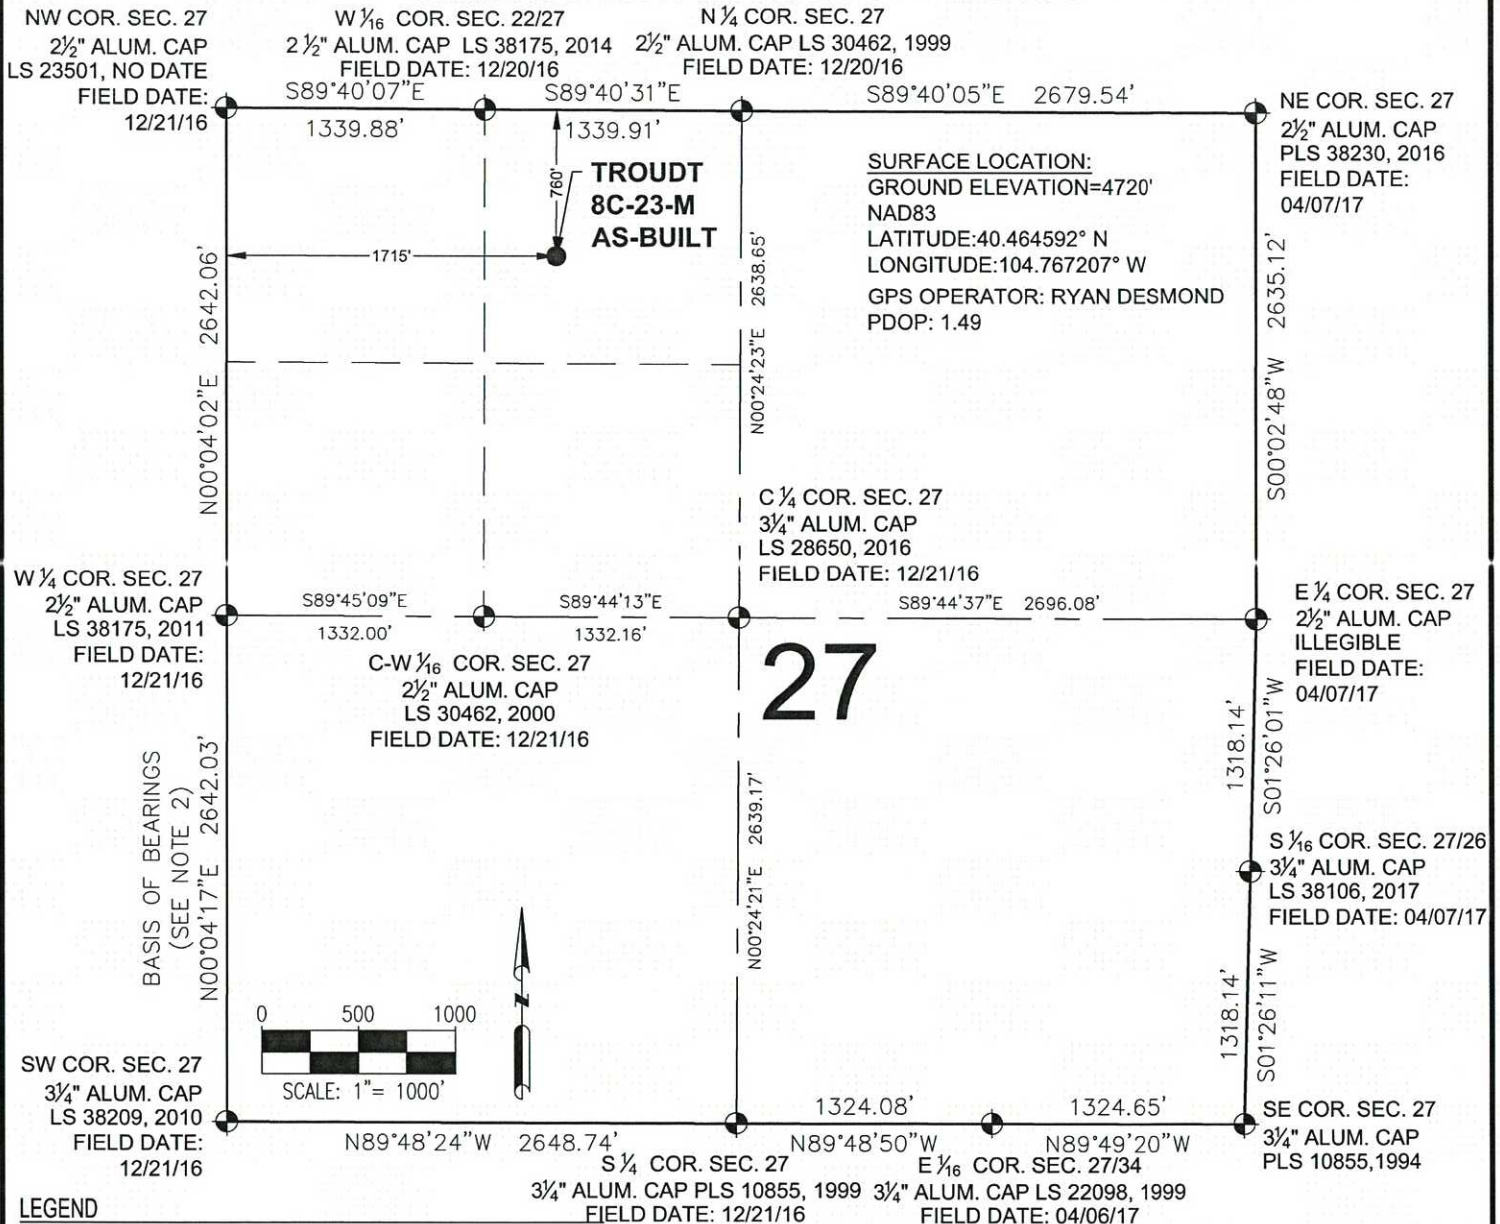 NW COR. SEC. 27
2½" ALUM. CAP
LS 23501, NO DATE
FIELD DATE:
12/21/16
W 1⁄16 COR. SEC. 22/27
2 ½" ALUM. CAP LS 38175, 2014
FIELD DATE: 12/20/16
N ¼ COR. SEC. 27
2½" ALUM. CAP LS 30462, 1999
FIELD DATE: 12/20/16
S89°40'07"E
1339.88'
S89°40'31"E
1339.91'
S89°40'05"E 2679.54'
NE COR. SEC. 27
2½" ALUM. CAP
PLS 38230, 2016
FIELD DATE:
04/07/17
760'
TROUDT
8C-23-M
AS-BUILT
1715'
SURFACE LOCATION:
GROUND ELEVATION=4720'
NAD83
LATITUDE:40.464592° N
LONGITUDE:104.767207° W
GPS OPERATOR: RYAN DESMOND
PDOP: 1.49
N00°04'02"E 2642.06'
N00°24'23"E 2638.65'
S00°02'48"W 2635.12'
C ¼ COR. SEC. 27
3¼" ALUM. CAP
LS 28650, 2016
FIELD DATE: 12/21/16
W ¼ COR. SEC. 27
2½" ALUM. CAP
LS 38175, 2011
FIELD DATE:
12/21/16
S89°45'09"E
1332.00'
S89°44'13"E
1332.16'
S89°44'37"E 2696.08'
E ¼ COR. SEC. 27
2½" ALUM. CAP
ILLEGIBLE
FIELD DATE:
04/07/17
C-W 1⁄16 COR. SEC. 27
2½" ALUM. CAP
LS 30462, 2000
FIELD DATE: 12/21/16
27
BASIS OF BEARINGS
(SEE NOTE 2)
N00°04'17"E 2642.03'
N00°24'21"E 2639.17'
1318.14'
S01°26'01"W
S 1⁄16 COR. SEC. 27/26
3¼" ALUM. CAP
LS 38106, 2017
FIELD DATE: 04/07/17
1318.14'
S01°26'11"W
0 500 1000
SCALE: 1"= 1000'
N
SW COR. SEC. 27
3¼" ALUM. CAP
LS 38209, 2010
FIELD DATE:
12/21/16
N89°48'24"W 2648.74'
1324.08'
N89°48'50"W
1324.65'
N89°49'20"W
SE COR. SEC. 27
3¼" ALUM. CAP
PLS 10855,1994
S ¼ COR. SEC. 27
3¼" ALUM. CAP PLS 10855, 1999
FIELD DATE: 12/21/16
E 1⁄16 COR. SEC. 27/34
3¼" ALUM. CAP LS 22098, 1999
FIELD DATE: 04/06/17
LEGEND